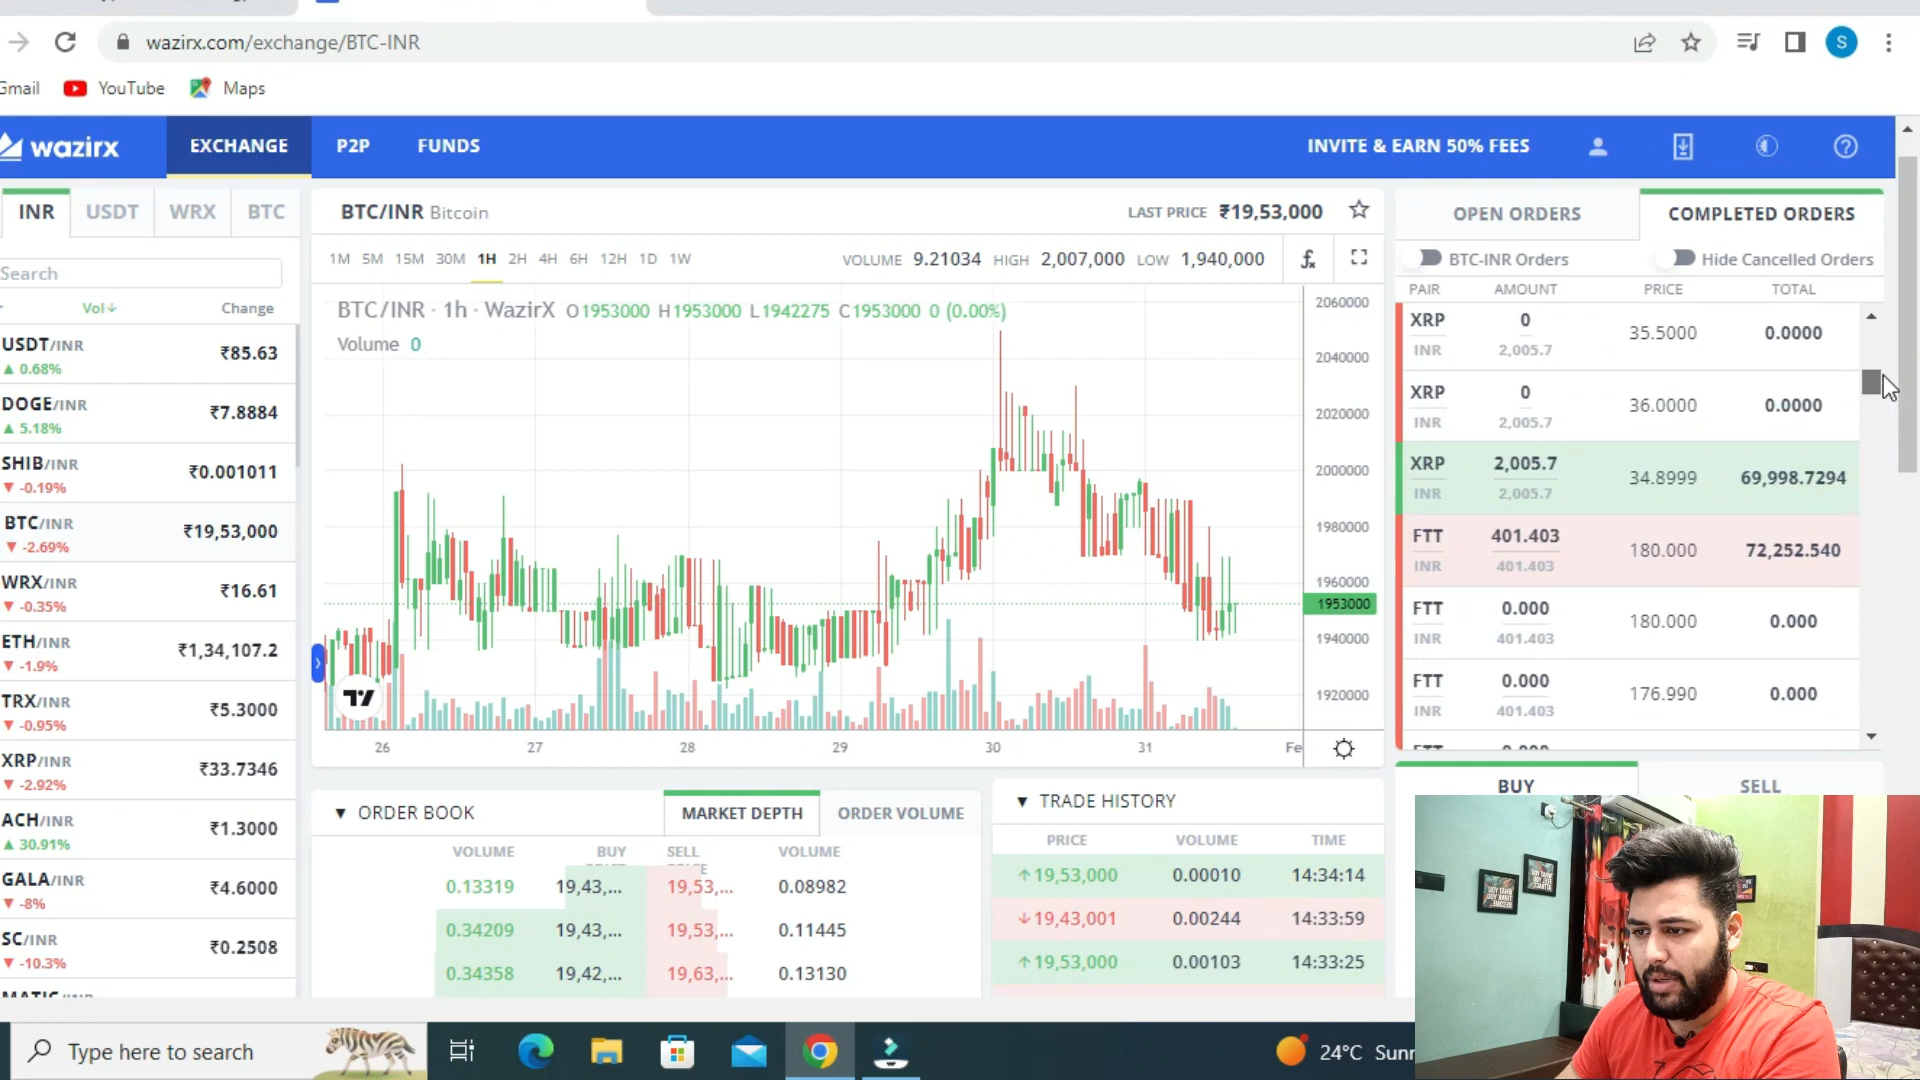 wazirx.com/exchange/BTC-INR
S
Gmail YouTube Maps
wazirx EXCHANGE P2P FUNDS INVITE & EARN 50% FEES
INR USDT WRX BTC
Search
Vol↓ Change
USDT/INR ₹85.63
▲ 0.68%
DOGE/INR ₹7.8884
▲ 5.18%
SHIB/INR ₹0.001011
▼ -0.19%
BTC/INR ₹19,53,000
▼ -2.69%
WRX/INR ₹16.61
▼ -0.35%
ETH/INR ₹1,34,107.2
▼ -1.9%
TRX/INR ₹5.3000
▼ -0.95%
XRP/INR ₹33.7346
▼ -2.92%
ACH/INR ₹1.3000
▲ 30.91%
GALA/INR ₹4.6000
▼ -8%
SC/INR ₹0.2508
▼ -10.3%
BTC/INR Bitcoin LAST PRICE ₹19,53,000
1M 5M 15M 30M 1H 2H 4H 6H 12H 1D 1W VOLUME 9.21034 HIGH 2,007,000 LOW 1,940,000
BTC/INR · 1h · WazirX O1953000 H1953000 L1942275 C1953000 0 (0.00%)
Volume 0
2060000
2040000
2020000
2000000
1980000
1960000
1953000
1940000
1920000
26 27 28 29 30 31 Fe
▼ ORDER BOOK MARKET DEPTH ORDER VOLUME
VOLUME BUY SELL VOLUME
0.13319 19,43,... 19,53,... 0.08982
0.34209 19,43,... 19,53,... 0.11445
0.34358 19,42,... 19,63,... 0.13130
▼ TRADE HISTORY
PRICE VOLUME TIME
↑19,53,000 0.00010 14:34:14
↓19,43,001 0.00244 14:33:59
↑19,53,000 0.00103 14:33:25
OPEN ORDERS COMPLETED ORDERS
BTC-INR Orders Hide Cancelled Orders
PAIR AMOUNT PRICE TOTAL
XRP 0 35.5000 0.0000
INR 2,005.7
XRP 0 36.0000 0.0000
INR 2,005.7
XRP 2,005.7 34.8999 69,998.7294
INR 2,005.7
FTT 401.403 180.000 72,252.540
INR 401.403
FTT 0.000 180.000 0.000
INR 401.403
FTT 0.000 176.990 0.000
INR 401.403
BUY SELL
Type here to search
24°C Sunn